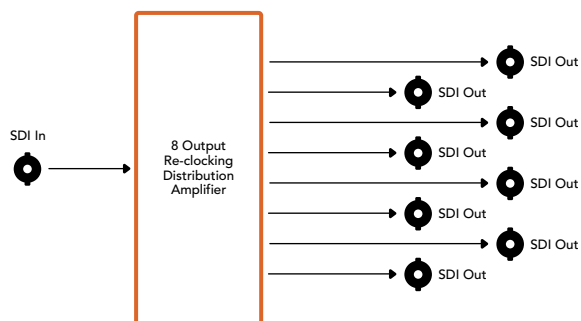 SDI In
8 Output
Re-clocking
Distribution
Amplifier
SDI Out
SDI Out
SDI Out
SDI Out
SDI Out
SDI Out
SDI Out
SDI Out